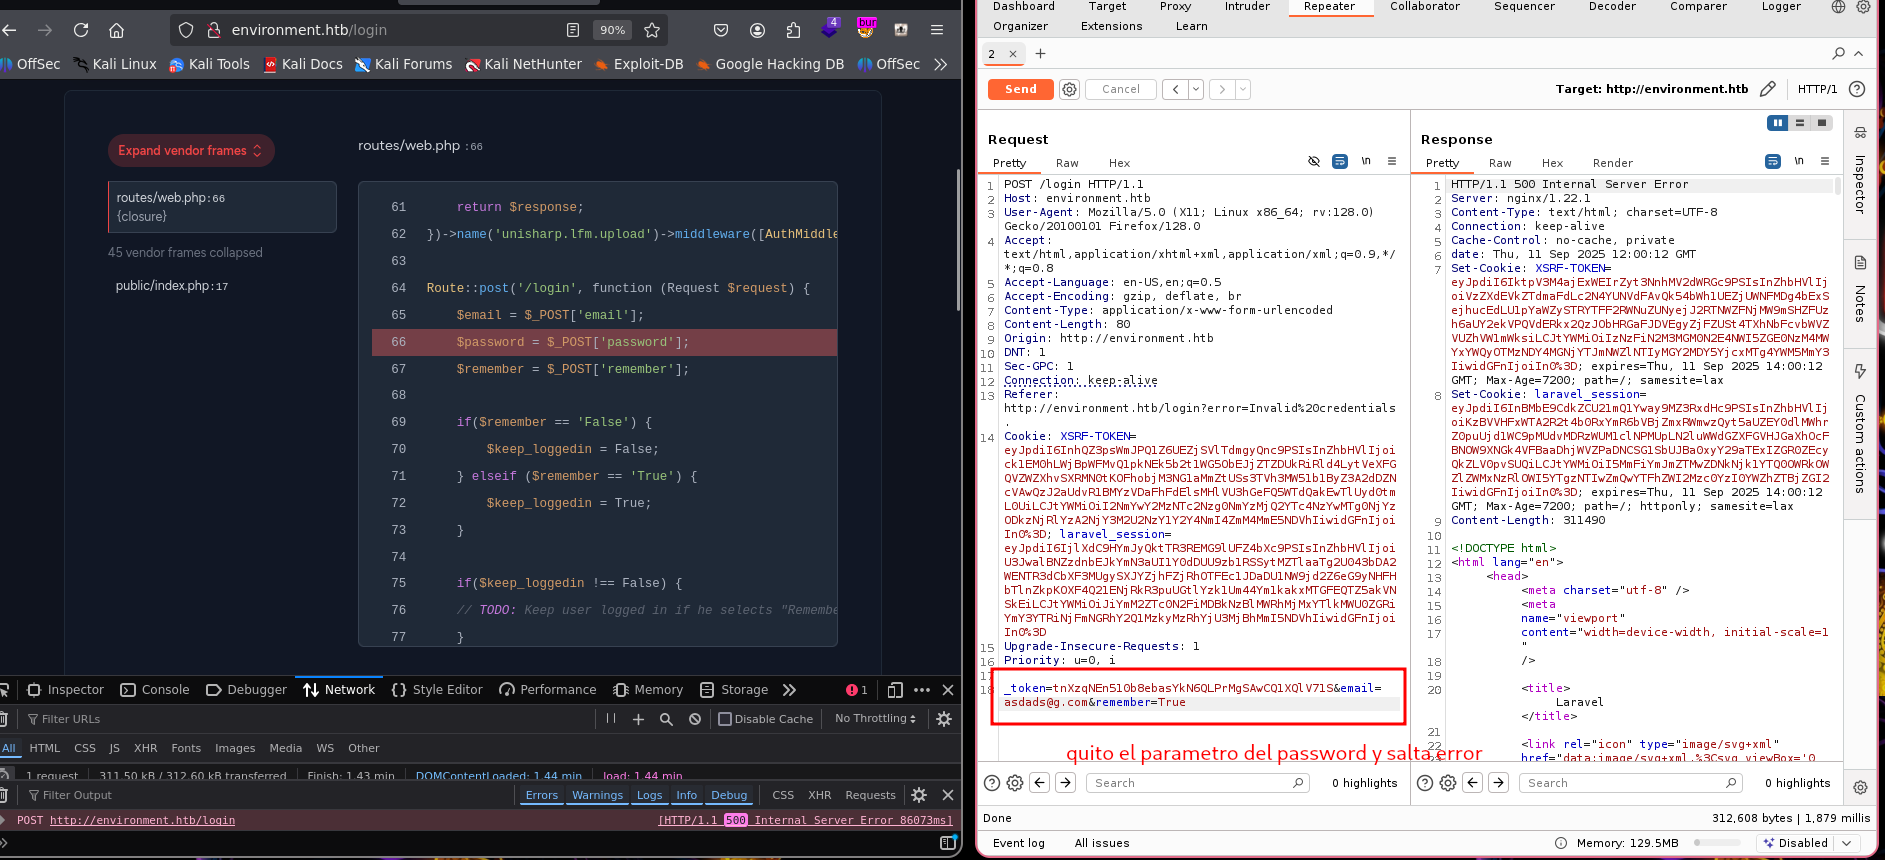 environment.htb/login
90%
4
OffSec
Kali Linux
Kali Tools
Kali Docs
Kali Forums
Kali NetHunter
Exploit-DB
Google Hacking DB
OffSec
Expand vendor frames
routes/web.php:66
{closure}
45 vendor frames collapsed
public/index.php:17
routes/web.php :66
61 return $response;
62 })->name('unisharp.lfm.upload')->middleware([AuthMiddle
63
64 Route::post('/login', function (Request $request) {
65 $email = $_POST['email'];
66 $password = $_POST['password'];
67 $remember = $_POST['remember'];
68
69 if($remember == 'False') {
70 $keep_loggedin = False;
71 } elseif ($remember == 'True') {
72 $keep_loggedin = True;
73 }
74
75 if($keep_loggedin !== False) {
76 // TODO: Keep user logged in if he selects "Remembe
77 }
Inspector Console Debugger Network Style Editor Performance Memory Storage 1
Filter URLs
Disable Cache
No Throttling
All HTML CSS JS XHR Fonts Images Media WS Other
1 request 311.50 kB / 312.60 kB transferred Finish: 1.43 min DOMContentLoaded: 1.44 min load: 1.44 min
Filter Output
Errors Warnings Logs Info Debug CSS XHR Requests
POST http://environment.htb/login [HTTP/1.1 500 Internal Server Error 86073ms]
Dashboard Target Proxy Intruder Repeater Collaborator Sequencer Decoder Comparer Logger
Organizer Extensions Learn
2 × +
Send Cancel
Target: http://environment.htb HTTP/1
Request
Pretty Raw Hex
\n
1 POST /login HTTP/1.1
2 Host: environment.htb
3 User-Agent: Mozilla/5.0 (X11; Linux x86_64; rv:128.0)
Gecko/20100101 Firefox/128.0
4 Accept:
text/html,application/xhtml+xml,application/xml;q=0.9,*/
*;q=0.8
5 Accept-Language: en-US,en;q=0.5
6 Accept-Encoding: gzip, deflate, br
7 Content-Type: application/x-www-form-urlencoded
8 Content-Length: 80
9 Origin: http://environment.htb
10 DNT: 1
11 Sec-GPC: 1
12 Connection: keep-alive
13 Referer:
http://environment.htb/login?error=Invalid%20credentials
.
14 Cookie: XSRF-TOKEN=
In0%3D; laravel_session=
In0%3D
15 Upgrade-Insecure-Requests: 1
16 Priority: u=0, i
17
18 _token=tnXzqNEn51Ob8ebasYkN6QLPrMgSAwCQ1XQlV71S&email=
asdads@g.com&remember=True
quito el parametro del password y salta error
Search
0 highlights
Response
Pretty Raw Hex Render
\n
1 HTTP/1.1 500 Internal Server Error
2 Server: nginx/1.22.1
3 Content-Type: text/html; charset=UTF-8
4 Connection: keep-alive
5 Cache-Control: no-cache, private
6 date: Thu, 11 Sep 2025 12:00:12 GMT
7 Set-Cookie: XSRF-TOKEN=
IiwidGFnIjoiIn0%3D; expires=Thu, 11 Sep 2025 14:00:12
GMT; Max-Age=7200; path=/; samesite=lax
8 Set-Cookie: laravel_session=
IiwidGFnIjoiIn0%3D; expires=Thu, 11 Sep 2025 14:00:12
GMT; Max-Age=7200; path=/; httponly; samesite=lax
9 Content-Length: 311490
10
11 <!DOCTYPE html>
12 <html lang="en">
13 <head>
14 <meta charset="utf-8" />
15 <meta
16 name="viewport"
17 content="width=device-width, initial-scale=1
"
18 />
19
20 <title>
Laravel
</title>
21
22 <link rel="icon" type="image/svg+xml"
Search
0 highlights
Inspector
Notes
Custom actions
Done
312,608 bytes | 1,879 millis
Event log All issues
Memory: 129.5MB
Disabled